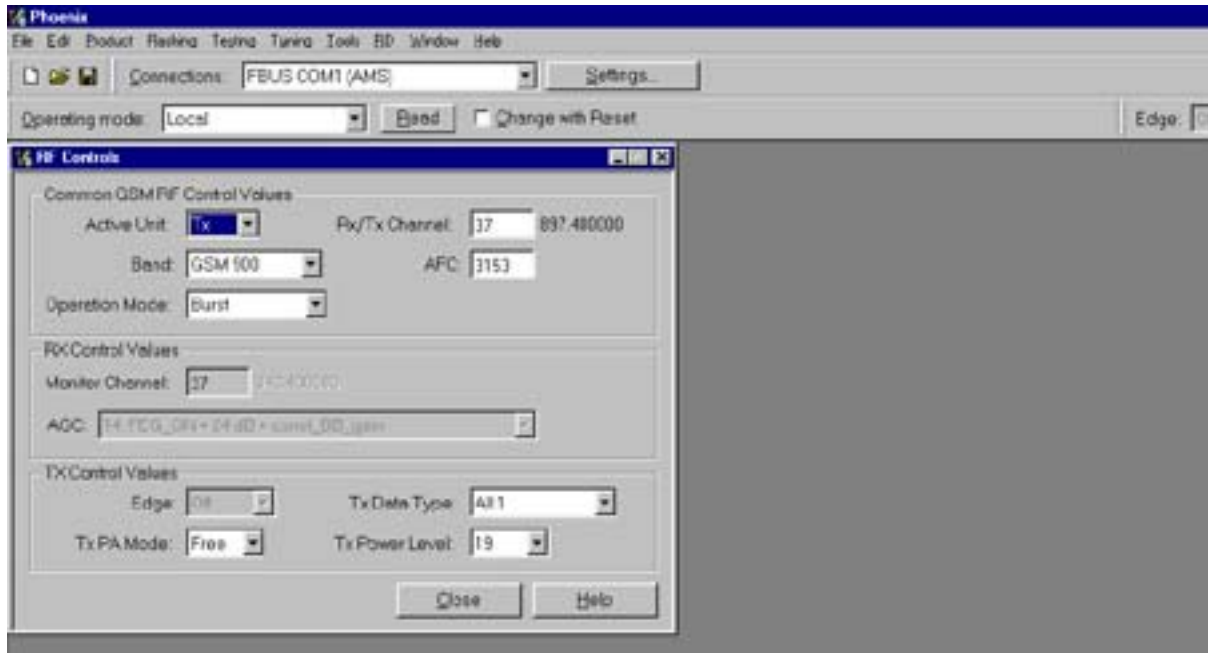 Phoenix
File Edit Product Flashing Testing Tuning Tools Window Help
Connections: FBUS COM1 (AMS) Settings...
Operating mode: Local Read Change with Reset Edge:
RF Controls
Common GSM RF Control Values
Active Unit: Tx Rx/Tx Channel: 37 897.400000
Band: GSM 900 AFC: 3153
Operation Mode: Burst
RX Control Values
Monitor Channel: 37
AGC:
TX Control Values
Edge: Off Tx Data Type: All 1
Tx PA Mode: Free Tx Power Level: 19
Close Help